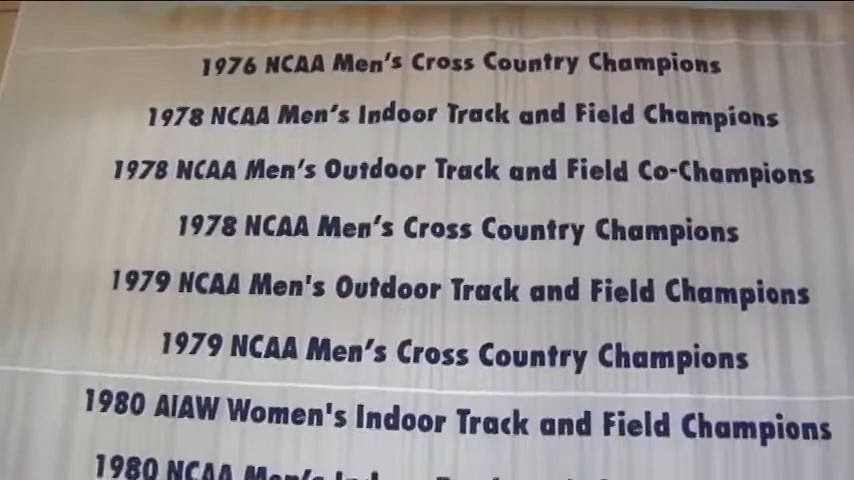 1976 NCAA Men's Cross Country Champions
1978 NCAA Men's Indoor Track and Field Champions
1978 NCAA Men's Outdoor Track and Field Co-Champions
1978 NCAA Men's Cross Country Champions
1979 NCAA Men's Outdoor Track and Field Champions
1979 NCAA Men's Cross Country Champions
1980 AIAW Women's Indoor Track and Field Champions
1980 NCAA Men's